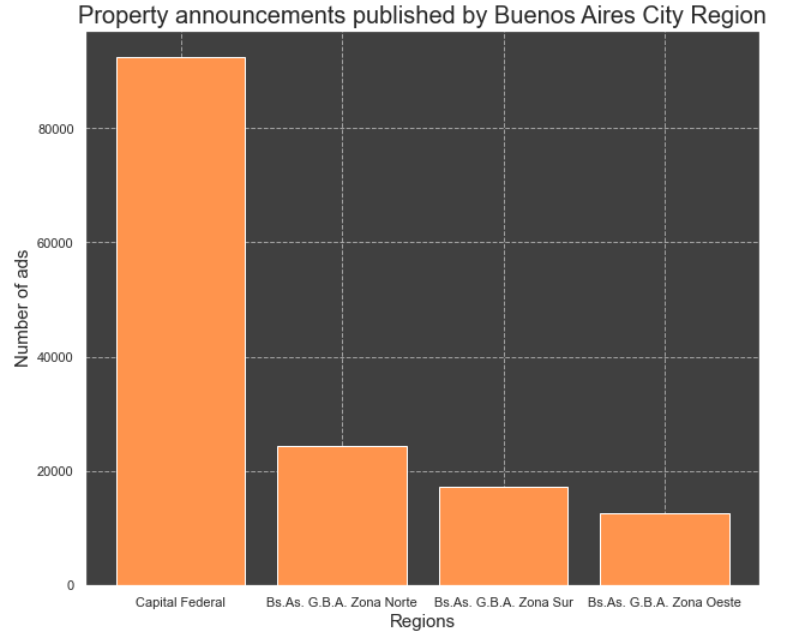 Property announcements published by Buenos Aires City Region
Number of ads
80000
60000
40000
20000
0
Capital Federal
Bs.As. G.B.A. Zona Norte
Bs.As. G.B.A. Zona Sur
Bs.As. G.B.A. Zona Oeste
Regions